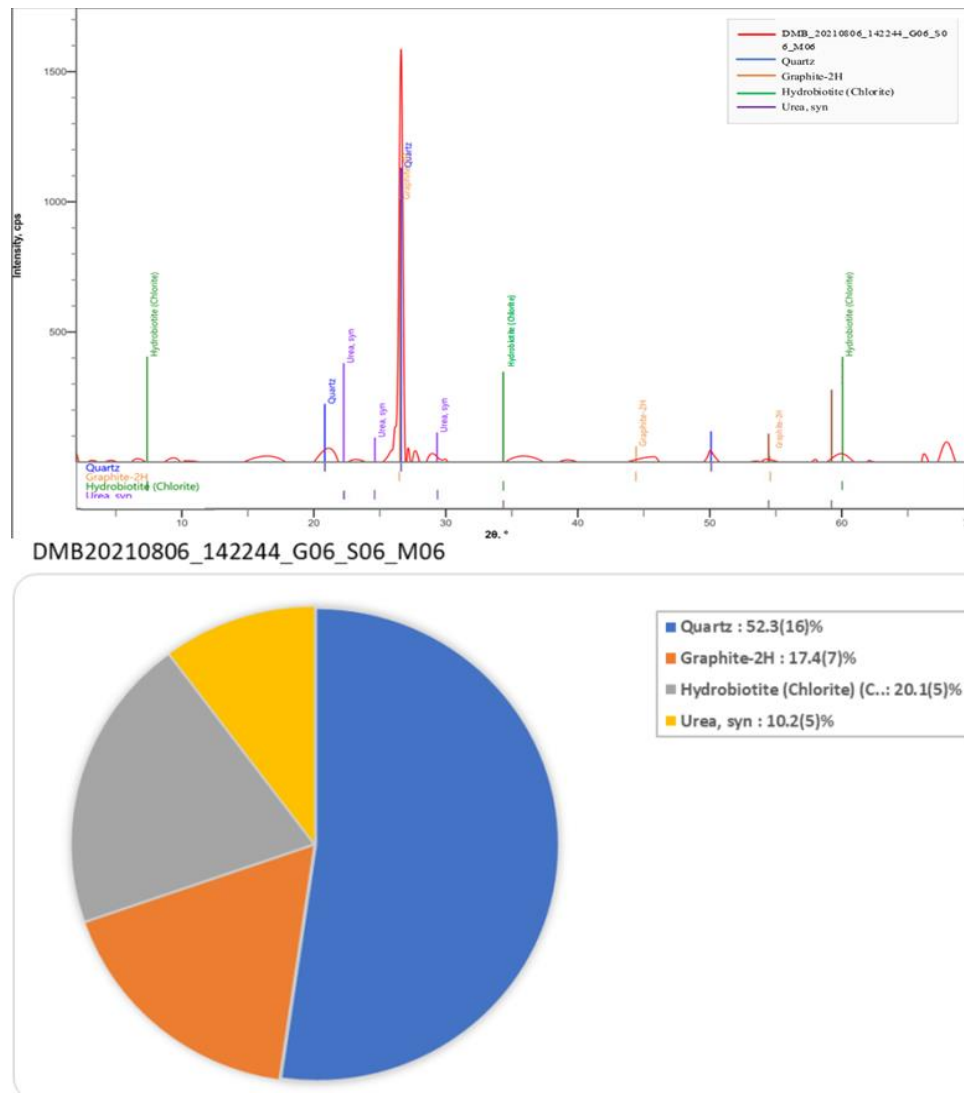 DMB_20210806_142244_G06_S0
6_M06
Quartz
Graphite-2H
Hydrobiotite (Chlorite)
Urea, syn
Intensity, cps
1500
1000
500
Hydrobiotite (Chlorite)
Quartz
Urea, syn
Urea, syn
Quartz
Urea, syn
Hydrobiotite (Chlorite)
Graphite-2H
Graphite-2H
Hydrobiotite (Chlorite)
Quartz
Graphite-2H
Hydrobiotite (Chlorite)
Urea, syn
10
20
30
40
50
60
2θ, °
DMB20210806_142244_G06_S06_M06
Quartz : 52.3(16)%
Graphite-2H : 17.4(7)%
Hydrobiotite (Chlorite) (C..: 20.1(5)%
Urea, syn : 10.2(5)%